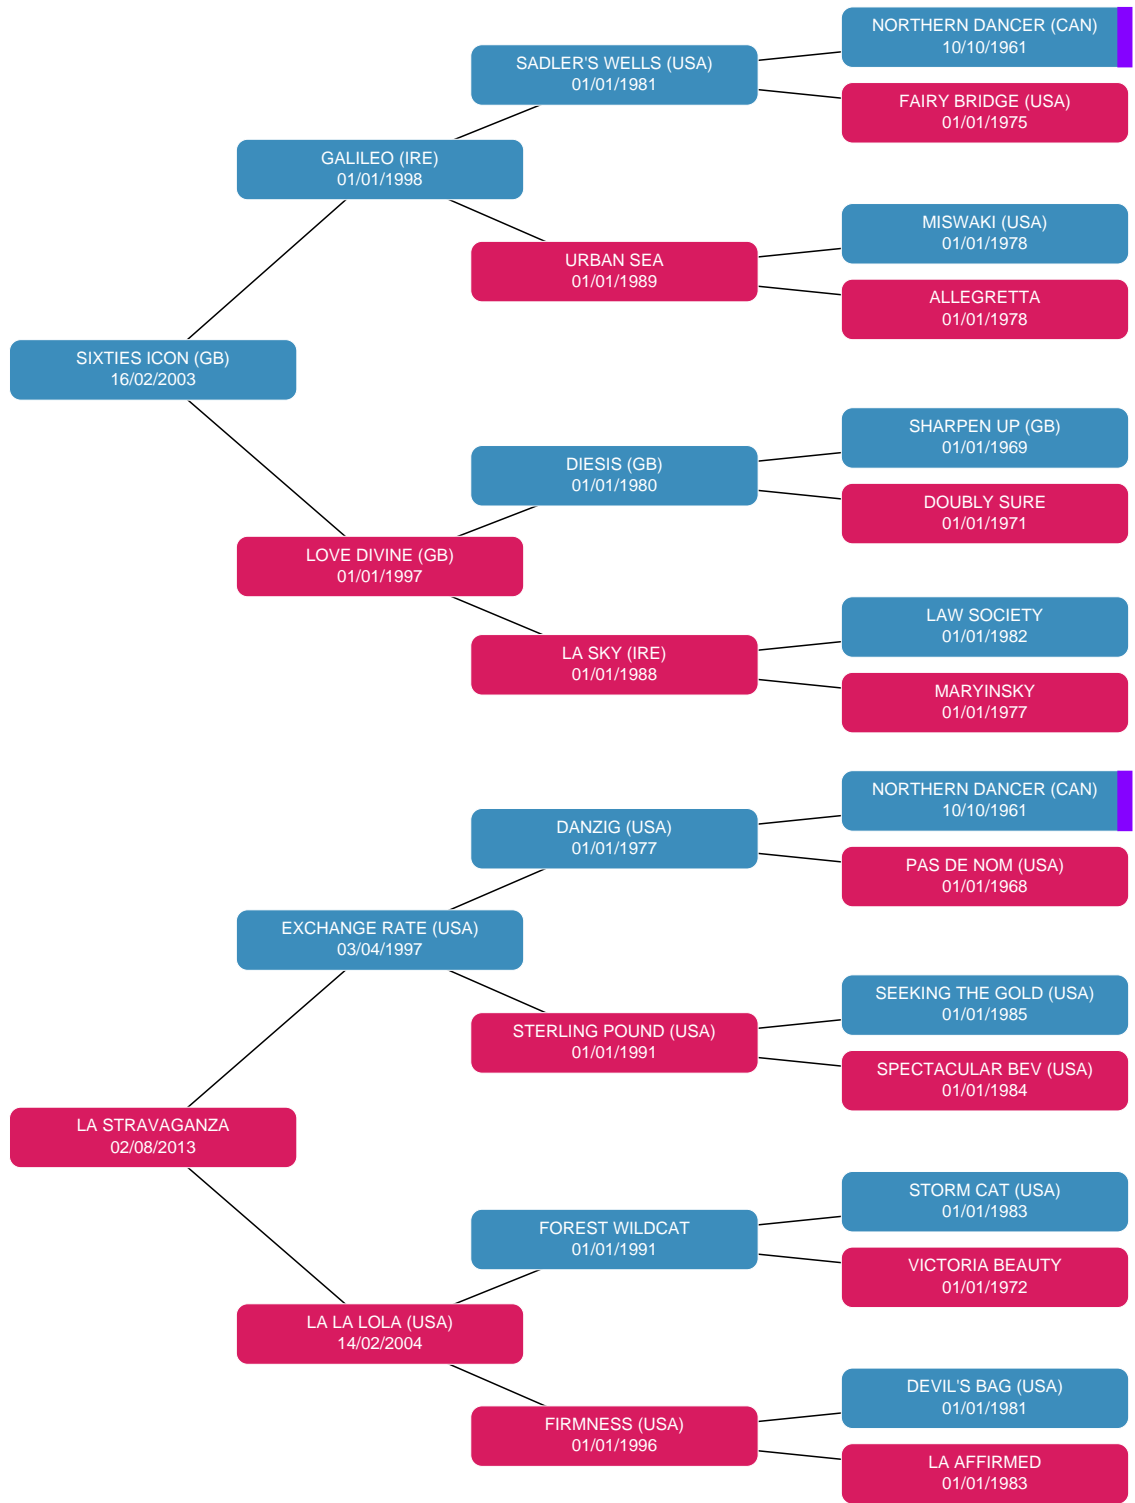 NORTHERN DANCER (CAN)
10/10/1961
SADLER'S WELLS (USA)
01/01/1981
FAIRY BRIDGE (USA)
01/01/1975
GALILEO (IRE)
01/01/1998
MISWAKI (USA)
01/01/1978
URBAN SEA
01/01/1989
ALLEGRETTA
01/01/1978
SIXTIES ICON (GB)
16/02/2003
SHARPEN UP (GB)
01/01/1969
DIESIS (GB)
01/01/1980
DOUBLY SURE
01/01/1971
LOVE DIVINE (GB)
01/01/1997
LAW SOCIETY
01/01/1982
LA SKY (IRE)
01/01/1988
MARYINSKY
01/01/1977
NORTHERN DANCER (CAN)
10/10/1961
DANZIG (USA)
01/01/1977
PAS DE NOM (USA)
01/01/1968
EXCHANGE RATE (USA)
03/04/1997
SEEKING THE GOLD (USA)
01/01/1985
STERLING POUND (USA)
01/01/1991
SPECTACULAR BEV (USA)
01/01/1984
LA STRAVAGANZA
02/08/2013
STORM CAT (USA)
01/01/1983
FOREST WILDCAT
01/01/1991
VICTORIA BEAUTY
01/01/1972
LA LA LOLA (USA)
14/02/2004
DEVIL'S BAG (USA)
01/01/1981
FIRMNESS (USA)
01/01/1996
LA AFFIRMED
01/01/1983